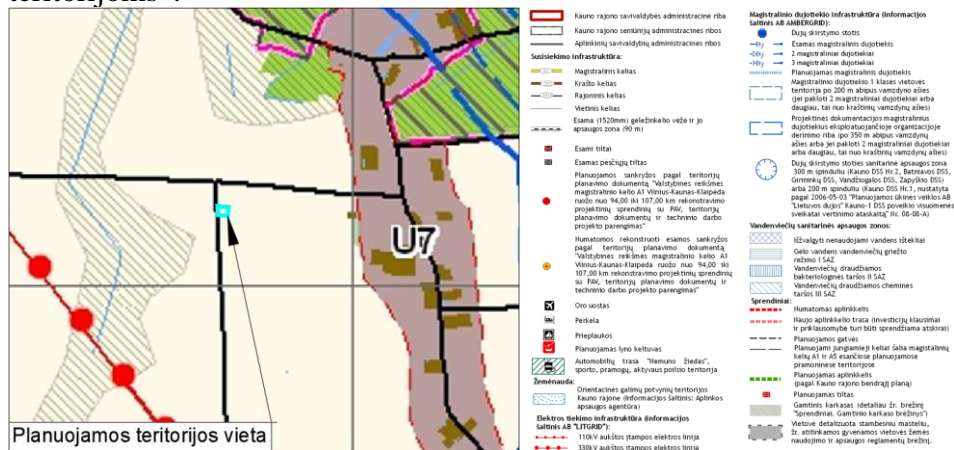 U7
Planuojamos teritorijos vieta
Kauno rajono savivaldybės administracinė riba
Kauno rajono seniūnijų administracinės ribos
Aplinkinių savivaldybių administracinės ribos
Susisiekimo infrastruktūra:
Magistralinis kelias
Krašto kelias
Rajoninis kelias
Vietinis kelias
Esama (1520mm) geležinkelio vėžė ir jo
apsaugos zona (90 m)
Esami tiltai
Esamas pėsčiųjų tiltas
Planuojamos sankryžos pagal teritorijų
planavimo dokumentą "Valstybinės reikšmės
magistralinio kelio A1 Vilnius-Kaunas-Klaipėda
ruožo nuo 94,00 iki 107,00 km rekonstravimo
projektinių sprendinių su PAV, teritorijų
planavimo dokumentų ir techninio darbo
projekto parengimas"
Numatomos rekonstruoti esamos sankryžos
pagal teritorijų planavimo dokumentą
"Valstybinės reikšmės magistralinio kelio A1
Vilnius-Kaunas-Klaipėda ruožo nuo 94,00 iki
107,00 km rekonstravimo projektinių sprendinių
su PAV, teritorijų planavimo dokumentų ir
techninio darbo projekto parengimas"
Oro uostas
Perkėla
Prieplaukos
Planuojamas lyno keltuvas
Automobilių trasa "Nemuno žiedas",
sporto, pramogų, aktyvaus poilsio teritorija
Žemėnauda:
Orientacinės galimų potvynių teritorijos
Kauno rajone (Informacijos šaltinis: Aplinkos
apsaugos agentūra)
Elektros tiekimo infrastruktūra (informacijos
šaltinis AB "LITGRID"):
110kV aukštos įtampos elektros linija
330kV aukštos įtampos elektros linija
Magistralinio dujotiekio infrastruktūra (informacijos
šaltinis AB AMBERGRID):
Dujų skirstymo stotis
Esamas magistralinis dujotiekis
2 magistraliniai dujotiekiai
3 magistraliniai dujotiekiai
Planuojamas magistralinis dujotiekis
Magistralinio dujotiekio 1 klasės vietovės
teritorija po 200 m abipus vamzdyno ašies
(jei pakloti 2 magistraliniai dujotiekiai arba
daugiau, tai nuo kraštinių vamzdynų ašies)
Projektinės dokumentacijos magistralinius
dujotiekius eksploatuojančioje organizacijoje
derinimo riba (po 350 m abipus vamzdynų
ašies arba jei pakloti 2 magistraliniai dujotiekiai
arba daugiau, tai nuo kraštinių vamzdynų ašies)
Dujų skirstymo stoties sanitarinė apsaugos zona
300 m spinduliu (Kauno DSS Nr.2, Batniavos DSS,
Girininkų DSS, Vandžiogalos DSS, Zapyškio DSS)
arba 200 m spinduliu (Kauno DSS Nr.1, nustatyta
pagal 2006-05-03 "Planuojamos ūkinės veiklos AB
"Lietuvos dujos" Kauno-1 DSS poveikio visuomenės
sveikatai vertinimo ataskaitą" Nr. 08-08-A)
Vandenviečių sanitarinės apsaugos zonos:
Išžvalgyti nenaudojami vandens ištekliai
Gėlo vandens vandenviečių griežto
režimo I SAZ
Vandenviečių draudžiamos
bakteriologinės taršos II SAZ
Vandenviečių draudžiamos cheminės
taršos III SAZ
Sprendiniai:
Numatomas aplinkkelis
Naujo aplinkkelio trasa (investicijų klausimai
ir priklausomybė turi būti sprendžiama atskirai)
Planuojamos gatvės
Planuojami jungiamieji keliai šalia magistralinių
kelių A1 ir A5 esančiose planuojamose
pramoninėse teritorijose
Planuojamas aplinkkelis
(pagal Kauno rajono bendrąjį planą)
Planuojamas tiltas
Gamtinis karkasas (detaliau žr. brėžinį
"Sprendiniai. Gamtinio karkaso brėžinys")
Vietovė detalizuota stambesniu masteliu,
žr. atitinkamos gyvenamos vietovės žemės
naudojimo ir apsaugos reglamentų brėžinį.